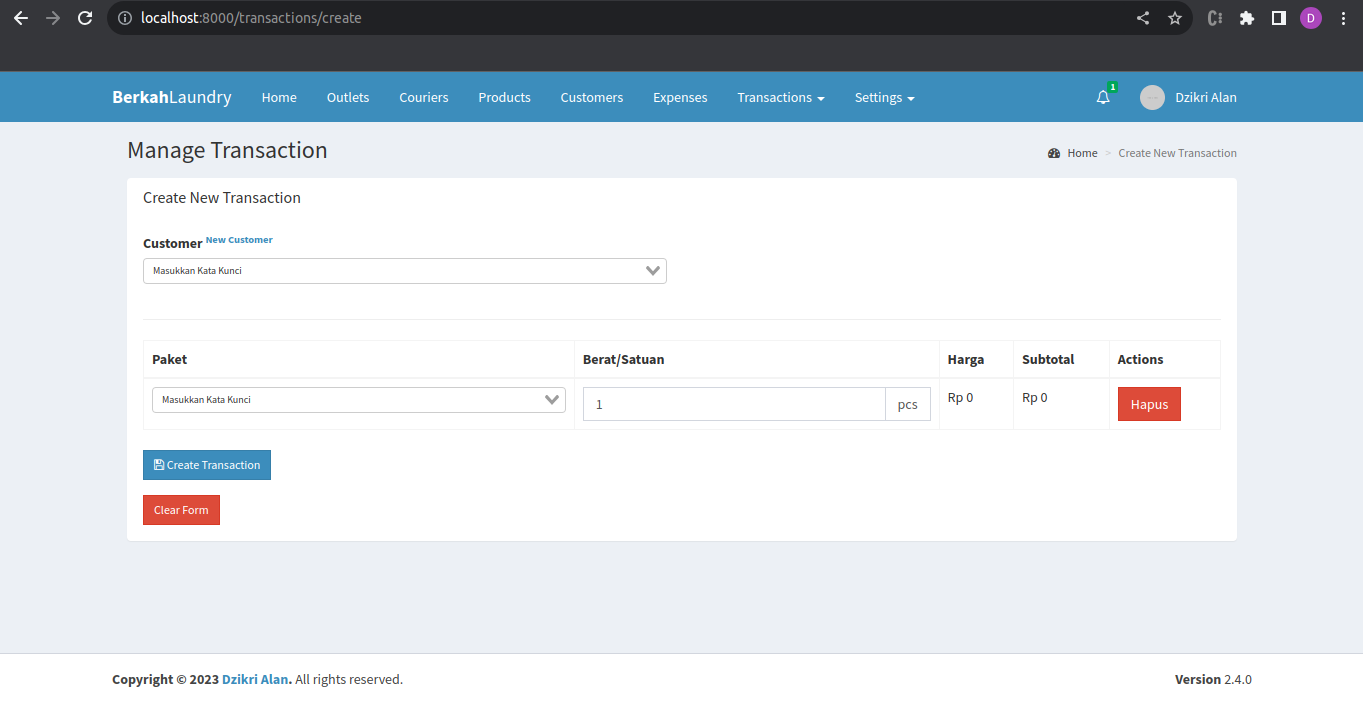 localhost:8000/transactions/create
D
BerkahLaundry Home Outlets Couriers Products Customers Expenses Transactions Settings 1 Dzikri Alan
Manage Transaction
Home > Create New Transaction
Create New Transaction
Customer New Customer
Masukkan Kata Kunci
Paket Berat/Satuan Harga Subtotal Actions
Masukkan Kata Kunci 1 pcs Rp 0 Rp 0 Hapus
Create Transaction
Clear Form
Copyright © 2023 Dzikri Alan. All rights reserved. Version 2.4.0